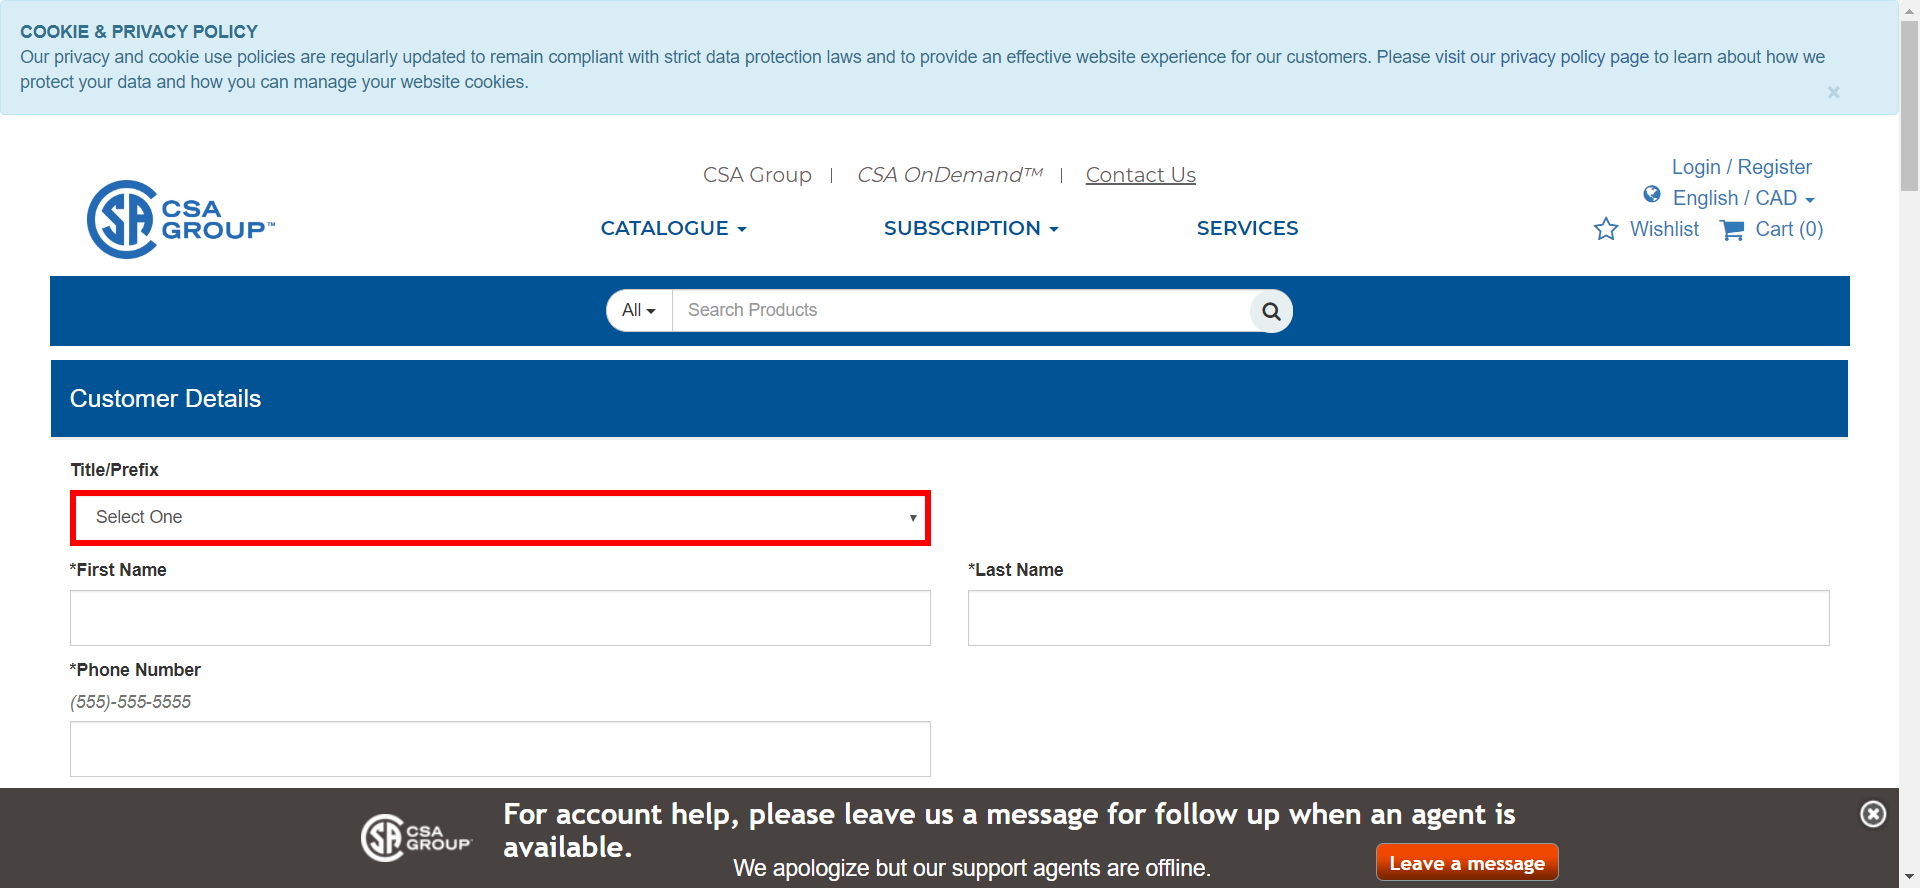 COOKIE & PRIVACY POLICY
Our privacy and cookie use policies are regularly updated to remain compliant with strict data protection laws and to provide an effective website experience for our customers. Please visit our privacy policy page to learn about how we
protect your data and how you can manage your website cookies.
×
CSA Group | CSA OnDemand™ | Contact Us
Login / Register
English / CAD
CSA
GROUP™
CATALOGUE
SUBSCRIPTION
SERVICES
Wishlist
Cart (0)
All
Search Products
Customer Details
Title/Prefix
Select One
*First Name
*Last Name
*Phone Number
(555)-555-5555
CSA
GROUP
For account help, please leave us a message for follow up when an agent is
available.
We apologize but our support agents are offline.
Leave a message